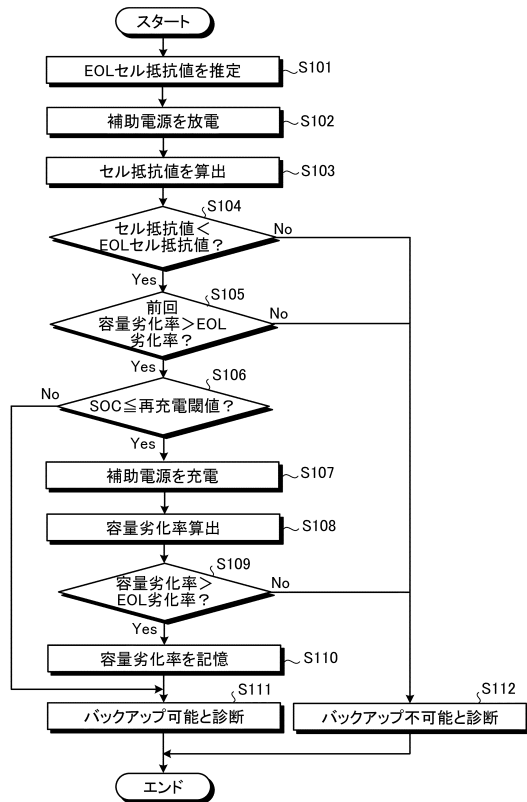 スタート
EOLセル抵抗値を推定
S101
補助電源を放電
S102
セル抵抗値を算出
S103
S104
セル抵抗値<
EOLセル抵抗値?
No
Yes
S105
前回
容量劣化率>EOL
劣化率?
No
Yes
S106
No
SOC≦再充電閾値?
Yes
補助電源を充電
S107
容量劣化率算出
S108
S109
容量劣化率>
EOL劣化率?
No
Yes
容量劣化率を記憶
S110
S111
バックアップ可能と診断
S112
バックアップ不可能と診断
エンド